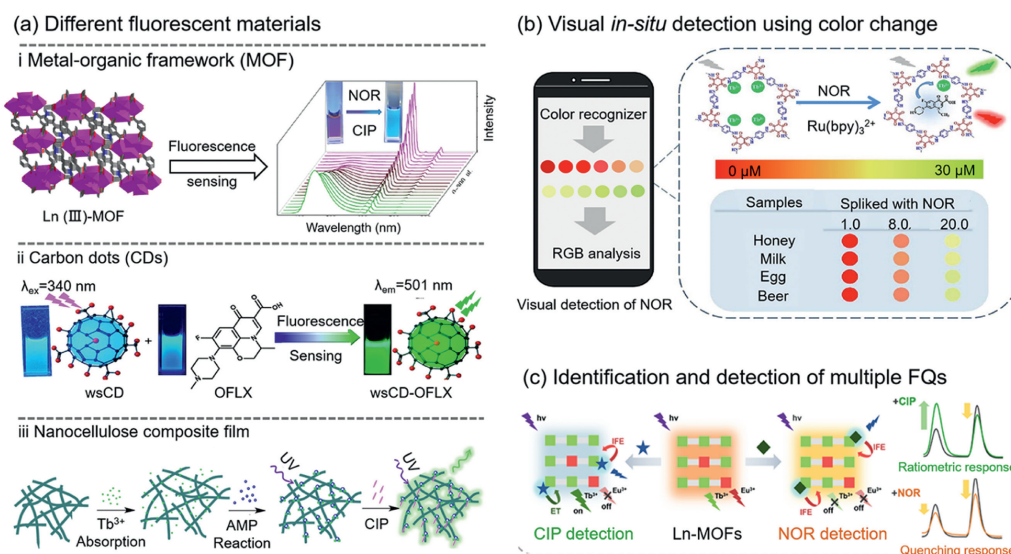 (a) Different fluorescent materials
i Metal-organic framework (MOF)
Ln (Ⅲ)-MOF
Fluorescence
sensing
NOR
CIP
Intensity
Wavelength (nm)
ii Carbon dots (CDs)
λex=340 nm
wsCD
+
OFLX
Fluorescence
Sensing
λem=501 nm
wsCD-OFLX
iii Nanocellulose composite film
Tb3+
Absorption
AMP
Reaction
UV
CIP
UV
(b) Visual in-situ detection using color change
Color recognizer
RGB analysis
Visual detection of NOR
NOR
Ru(bpy)₃²⁺
0 μM
30 μM
Samples
Spliked with NOR
1.0
8.0.
20.0
Honey
Milk
Egg
Beer
(c) Identification and detection of multiple FQs
hv
IFE
ET
on
Tb3+
Eu3+
off
CIP detection
hv
Tb3+
Eu3+
Ln-MOFs
hv
IFE
IFE
Tb3+
off
Eu3+
off
NOR detection
+CIP
Ratiometric response
+NOR
Quenching response